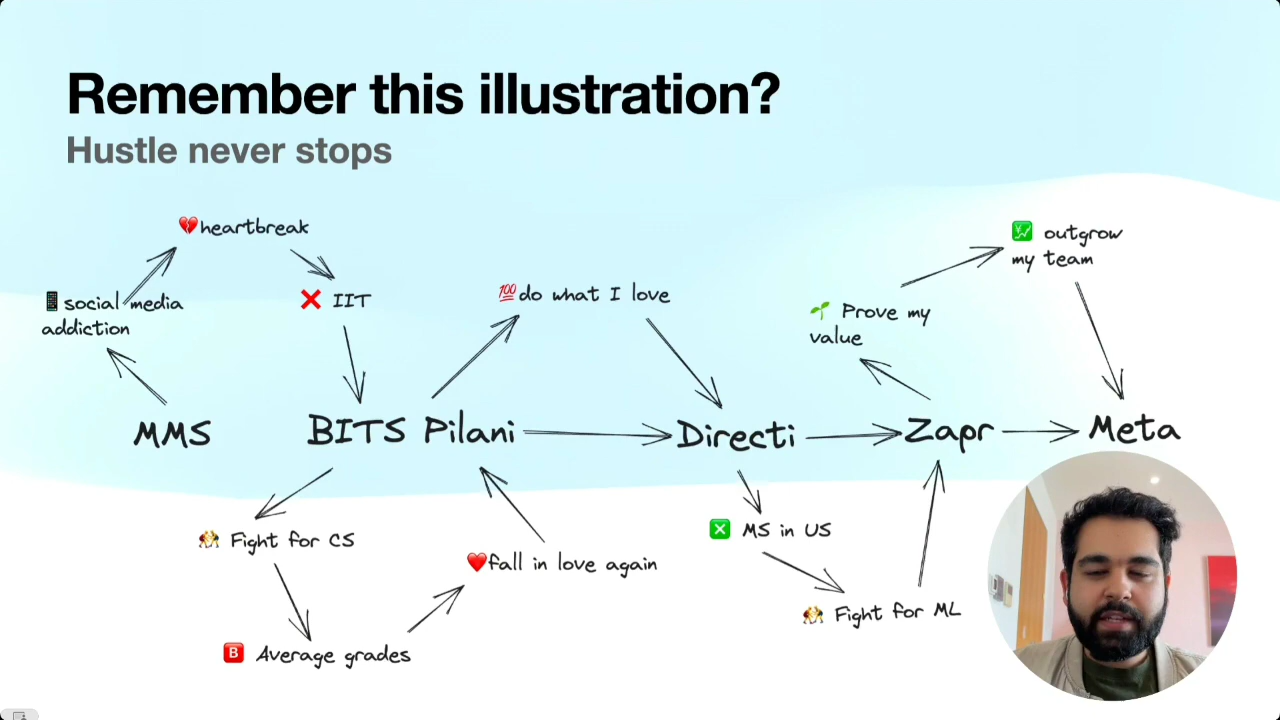 Remember this illustration?
Hustle never stops
💔heartbreak
📱social media
addiction
❌ IIT
💯do what I love
🌱 Prove my
value
💹 outgrow
my team
MMS
BITS Pilani
Directi
Zapr
Meta
🤼 Fight for CS
❤️fall in love again
🅱️ Average grades
❎ MS in US
🤼 Fight for ML